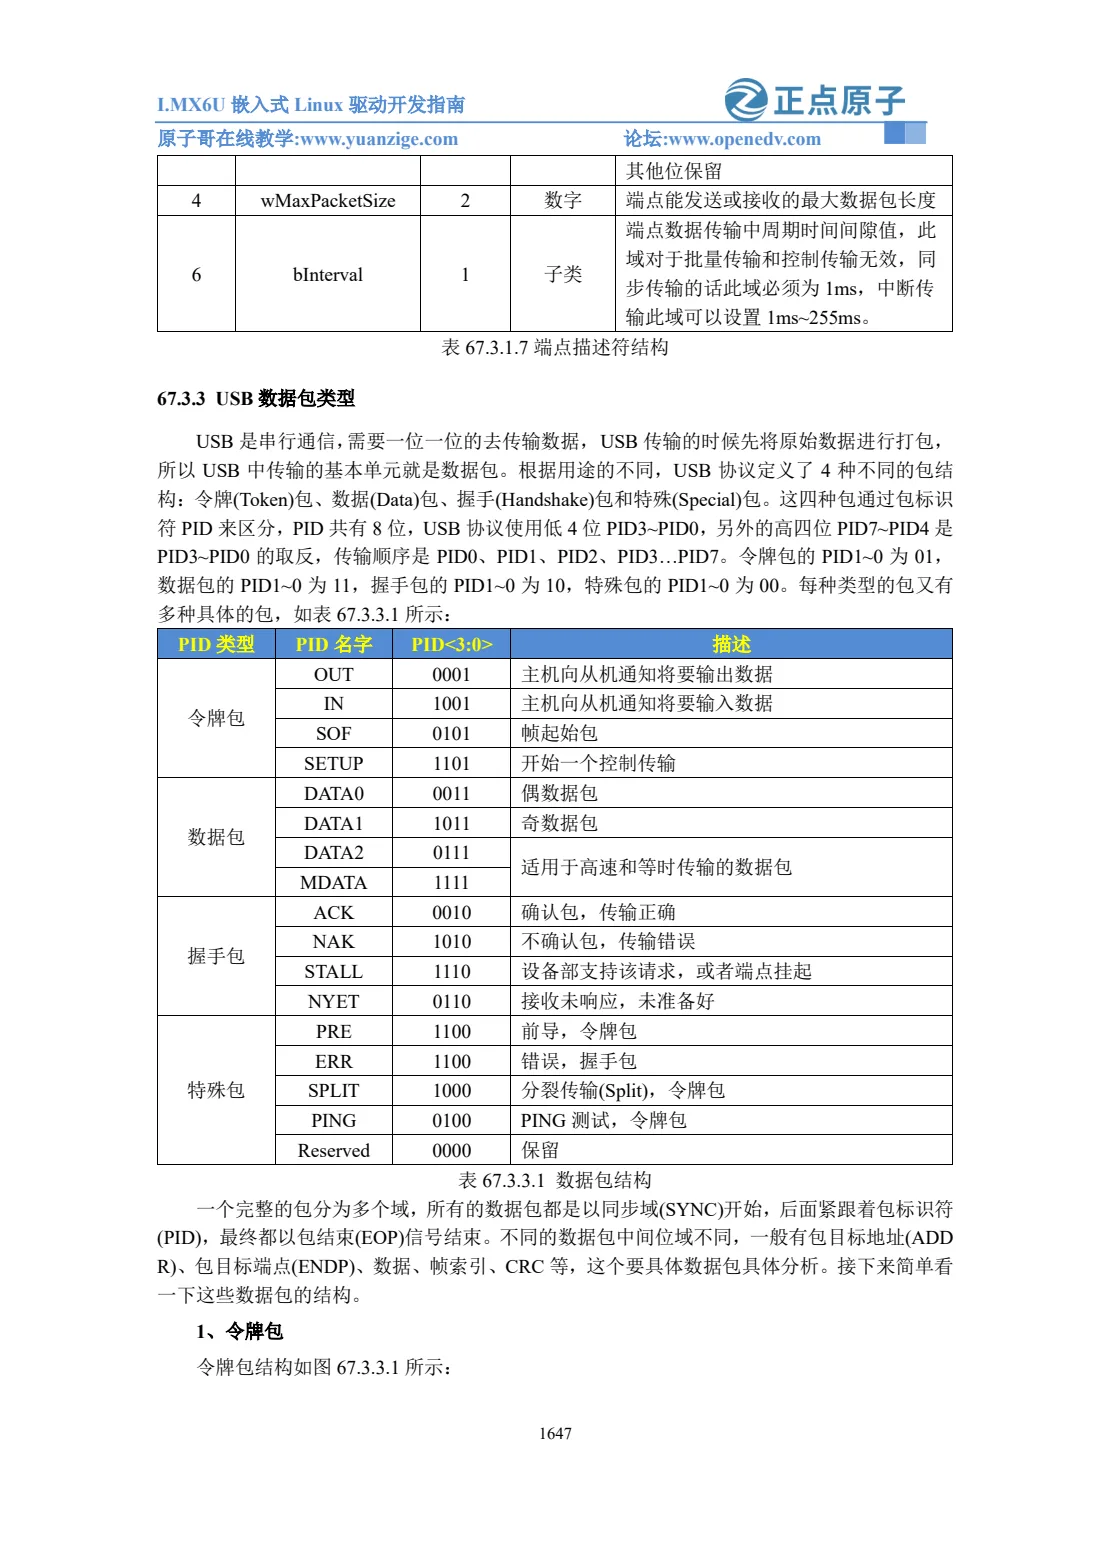 I.MX6U 嵌入式 Linux 驱动开发指南
正点原子
原子哥在线教学:www.yuanzige.com 论坛:www.openedv.com
其他位保留
4 wMaxPacketSize 2 数字 端点能发送或接收的最大数据包长度
6 bInterval 1 子类 端点数据传输中周期时间间隙值，此
域对于批量传输和控制传输无效，同
步传输的话此域必须为 1ms，中断传
输此域可以设置 1ms~255ms。
表 67.3.1.7 端点描述符结构
67.3.3 USB 数据包类型
USB 是串行通信，需要一位一位的去传输数据，USB 传输的时候先将原始数据进行打包，
所以 USB 中传输的基本单元就是数据包。根据用途的不同，USB 协议定义了 4 种不同的包结
构：令牌(Token)包、数据(Data)包、握手(Handshake)包和特殊(Special)包。这四种包通过包标识
符 PID 来区分，PID 共有 8 位，USB 协议使用低 4 位 PID3~PID0，另外的高四位 PID7~PID4 是
PID3~PID0 的取反，传输顺序是 PID0、PID1、PID2、PID3…PID7。令牌包的 PID1~0 为 01，
数据包的 PID1~0 为 11，握手包的 PID1~0 为 10，特殊包的 PID1~0 为 00。每种类型的包又有
多种具体的包，如表 67.3.3.1 所示：
PID 类型 PID 名字 PID<3:0> 描述
令牌包 OUT 0001 主机向从机通知将要输出数据
IN 1001 主机向从机通知将要输入数据
SOF 0101 帧起始包
SETUP 1101 开始一个控制传输
数据包 DATA0 0011 偶数据包
DATA1 1011 奇数据包
DATA2 0111 适用于高速和等时传输的数据包
MDATA 1111
握手包 ACK 0010 确认包，传输正确
NAK 1010 不确认包，传输错误
STALL 1110 设备部支持该请求，或者端点挂起
NYET 0110 接收未响应，未准备好
特殊包 PRE 1100 前导，令牌包
ERR 1100 错误，握手包
SPLIT 1000 分裂传输(Split)，令牌包
PING 0100 PING 测试，令牌包
Reserved 0000 保留
表 67.3.3.1 数据包结构
一个完整的包分为多个域，所有的数据包都是以同步域(SYNC)开始，后面紧跟着包标识符
(PID)，最终都以包结束(EOP)信号结束。不同的数据包中间位域不同，一般有包目标地址(ADD
R)、包目标端点(ENDP)、数据、帧索引、CRC 等，这个要具体数据包具体分析。接下来简单看
一下这些数据包的结构。
1、令牌包
令牌包结构如图 67.3.3.1 所示：
1647